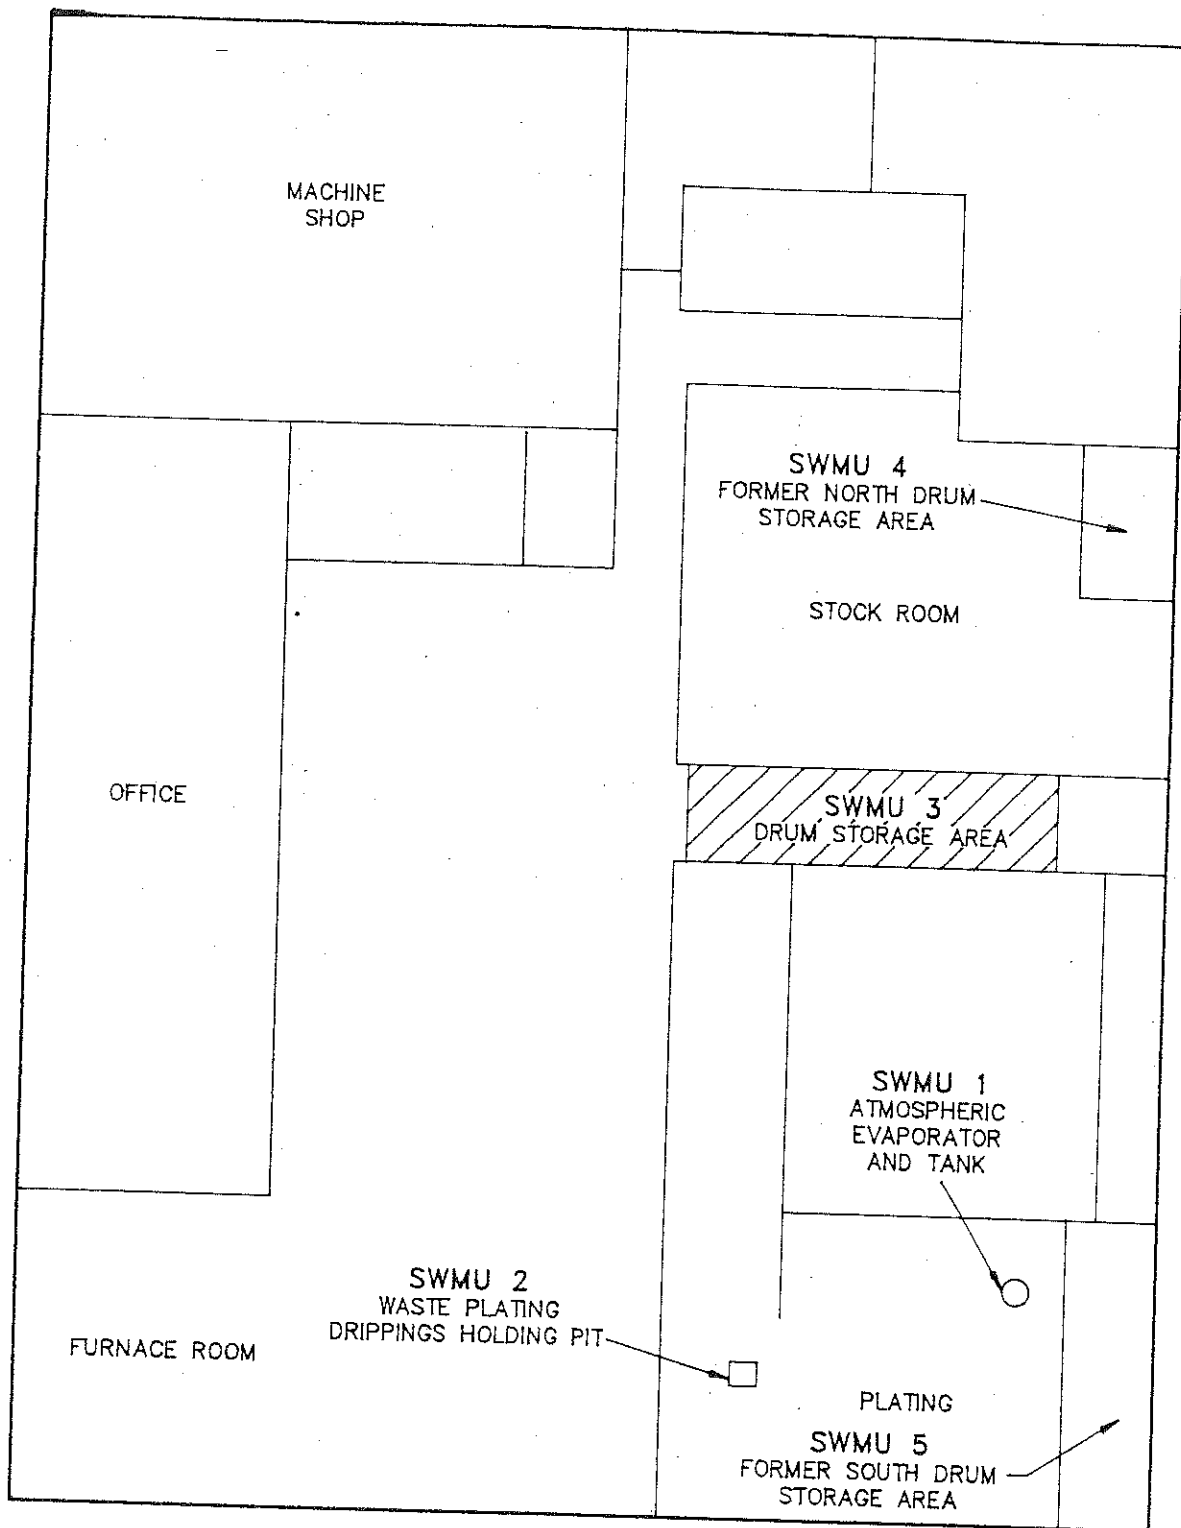 MACHINE
SHOP
SWMU 4
FORMER NORTH DRUM
STORAGE AREA
STOCK ROOM
OFFICE
SWMU 3
DRUM STORAGE AREA
SWMU 1
ATMOSPHERIC
EVAPORATOR
AND TANK
SWMU 2
WASTE PLATING
DRIPPINGS HOLDING PIT
FURNACE ROOM
PLATING
SWMU 5
FORMER SOUTH DRUM
STORAGE AREA